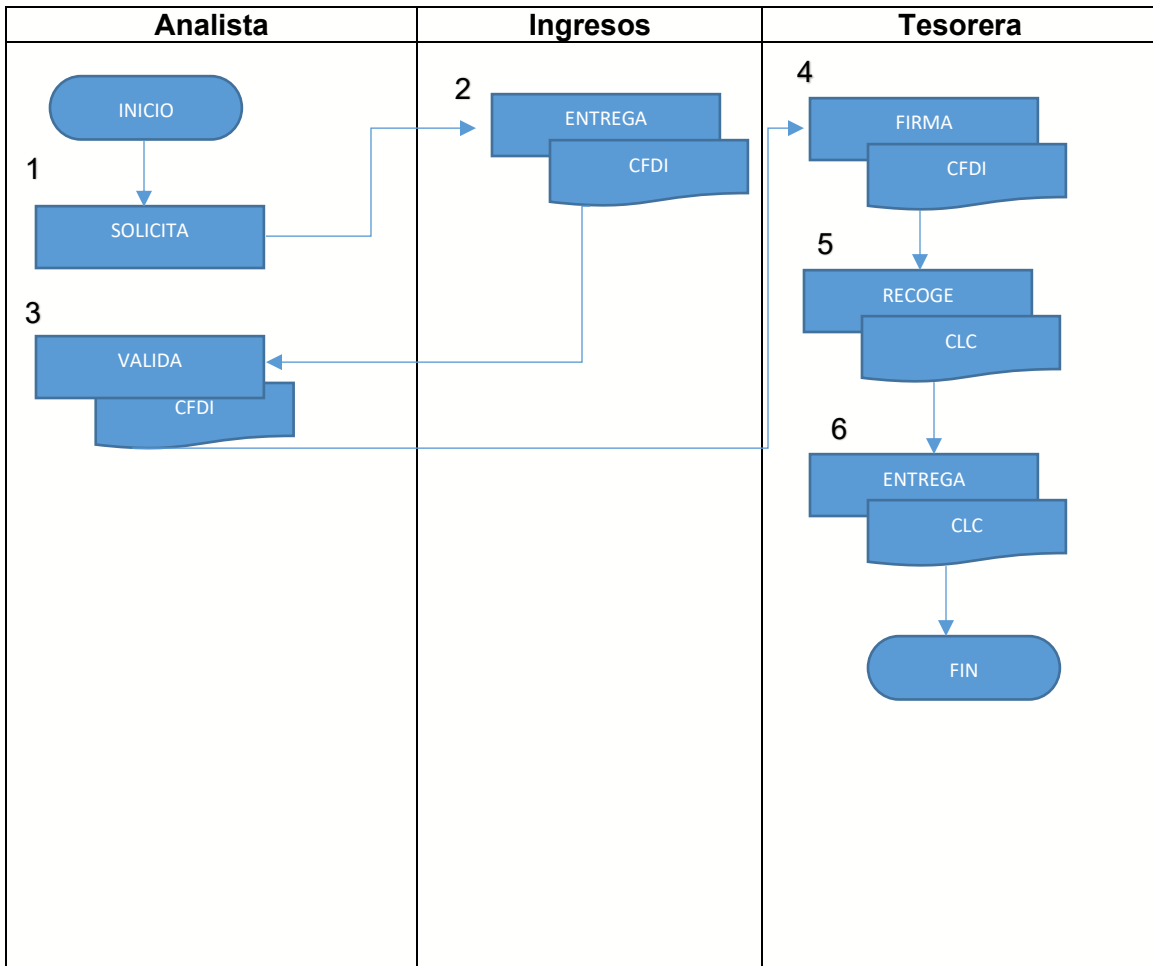 Analista
Ingresos
Tesorera
INICIO
1
SOLICITA
2
ENTREGA
CFDI
3
VALIDA
CFDI
4
FIRMA
CFDI
5
RECOGE
CLC
6
ENTREGA
CLC
FIN